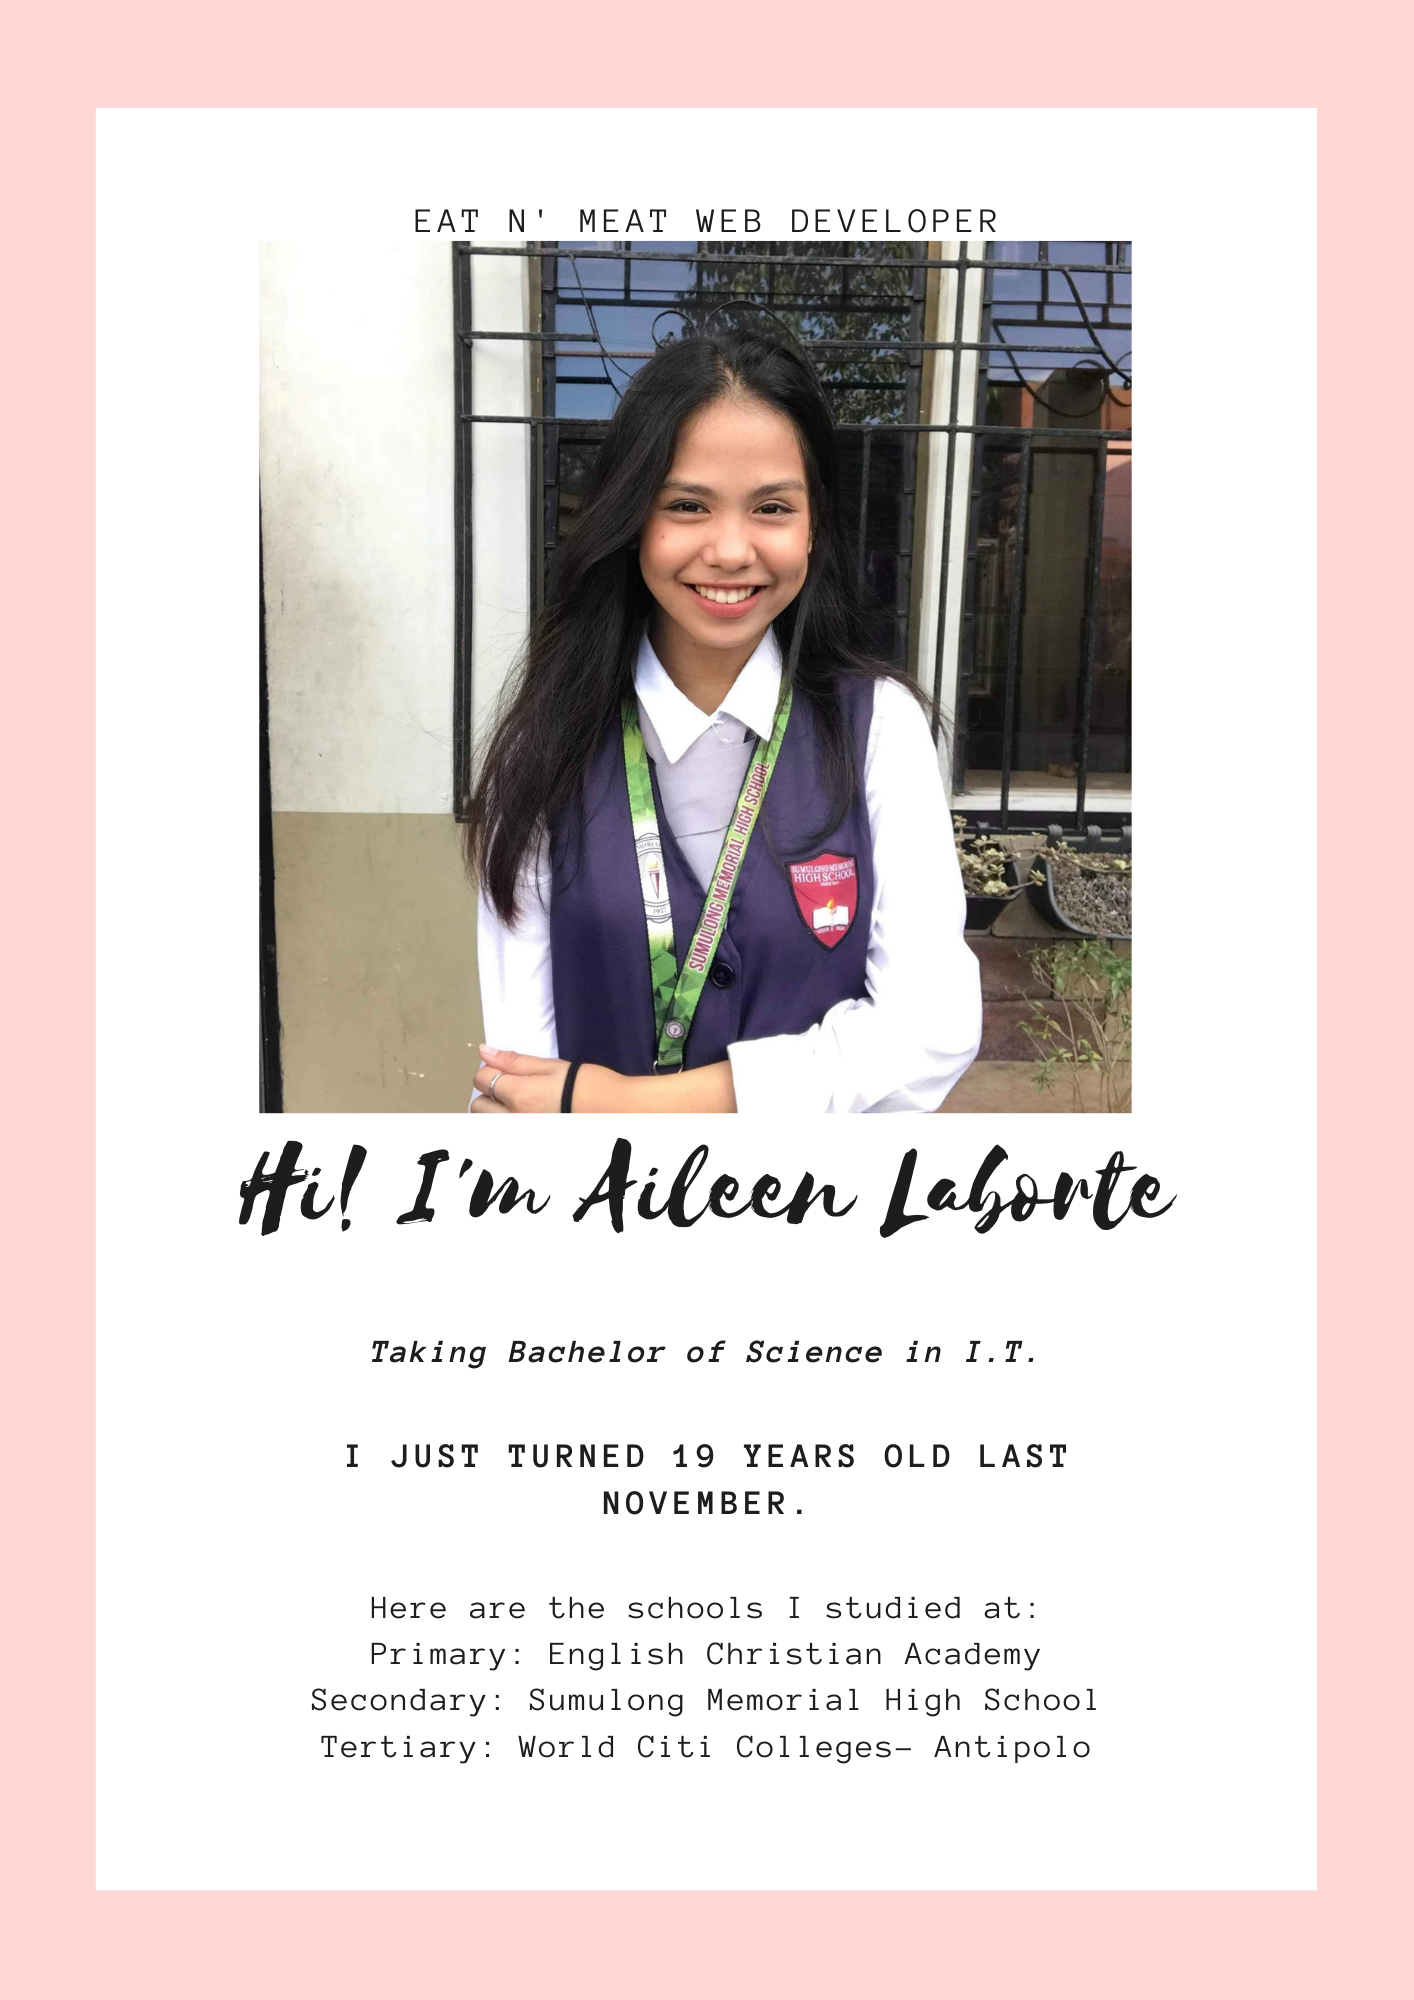 EAT N' MEAT WEB DEVELOPER
SUMULONG MEMORIAL HIGH SCHOOL
1957
SUMULONG MEMORIAL
HIGH SCHOOL
Hi! I'm Aileen Laborte
Taking Bachelor of Science in I.T.
I JUST TURNED 19 YEARS OLD LAST
NOVEMBER.
Here are the schools I studied at:
Primary: English Christian Academy
Secondary: Sumulong Memorial High School
Tertiary: World Citi Colleges- Antipolo